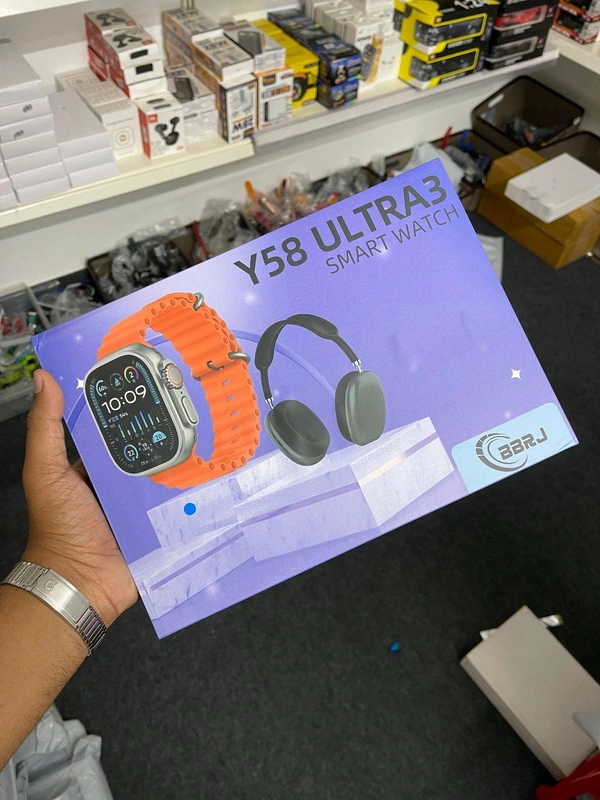 Y58 ULTRA3
SMART WATCH
10:09
BBRJ